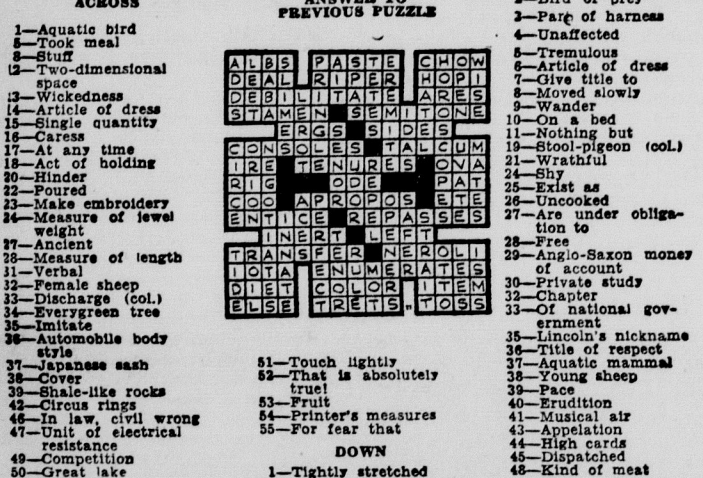 ACROSS
1—Aquatic bird
5—Took meal
8—Stuff
12—Two-dimensional
space
13—Wickedness
14—Article of dress
15—Single quantity
16—Caress
17—At any time
18—Act of holding
20—Hinder
22—Poured
23—Make embroidery
24—Measure of jewel
weight
27—Ancient
28—Measure of length
31—Verbal
32—Female sheep
33—Discharge (col.)
34—Everygreen tree
35—Imitate
36—Automobile body
style
37—Japanese sash
38—Cover
39—Shale-like rocks
42—Circus rings
46—In law, civil wrong
47—Unit of electrical
resistance
49—Competition
50—Great lake
ANSWER TO
PREVIOUS PUZZLE
ALBS PASTE CHOW
DEAL RIPER HOPI
DEBILITATE ARES
STAMEN SEMITONE
ERGS SIDES
CONSOLES TALCUM
IRE TENURES OVA
RIG ODE PAT
COO APROPOS ETE
ENTICE REPASSES
INERT LEFT
TRANSFER NEROLI
IOTA ENUMERATES
DIET COLOR ITEM
ELSE TRETS TOSS
51—Touch lightly
52—That is absolutely
true!
53—Fruit
54—Printer's measures
55—For fear that
DOWN
1—Tightly stretched
2—Bird of prey
3—Part of harness
4—Unaffected
5—Tremulous
6—Article of dress
7—Give title to
8—Moved slowly
9—Wander
10—On a bed
11—Nothing but
19—Stool-pigeon (col.)
21—Wrathful
24—Shy
25—Exist as
26—Uncooked
27—Are under obliga-
tion to
28—Free
29—Anglo-Saxon money
of account
30—Private study
32—Chapter
33—Of national gov-
ernment
35—Lincoln's nickname
36—Title of respect
37—Aquatic mammal
38—Young sheep
39—Pace
40—Erudition
41—Musical air
43—Appelation
44—High cards
45—Dispatched
48—Kind of meat